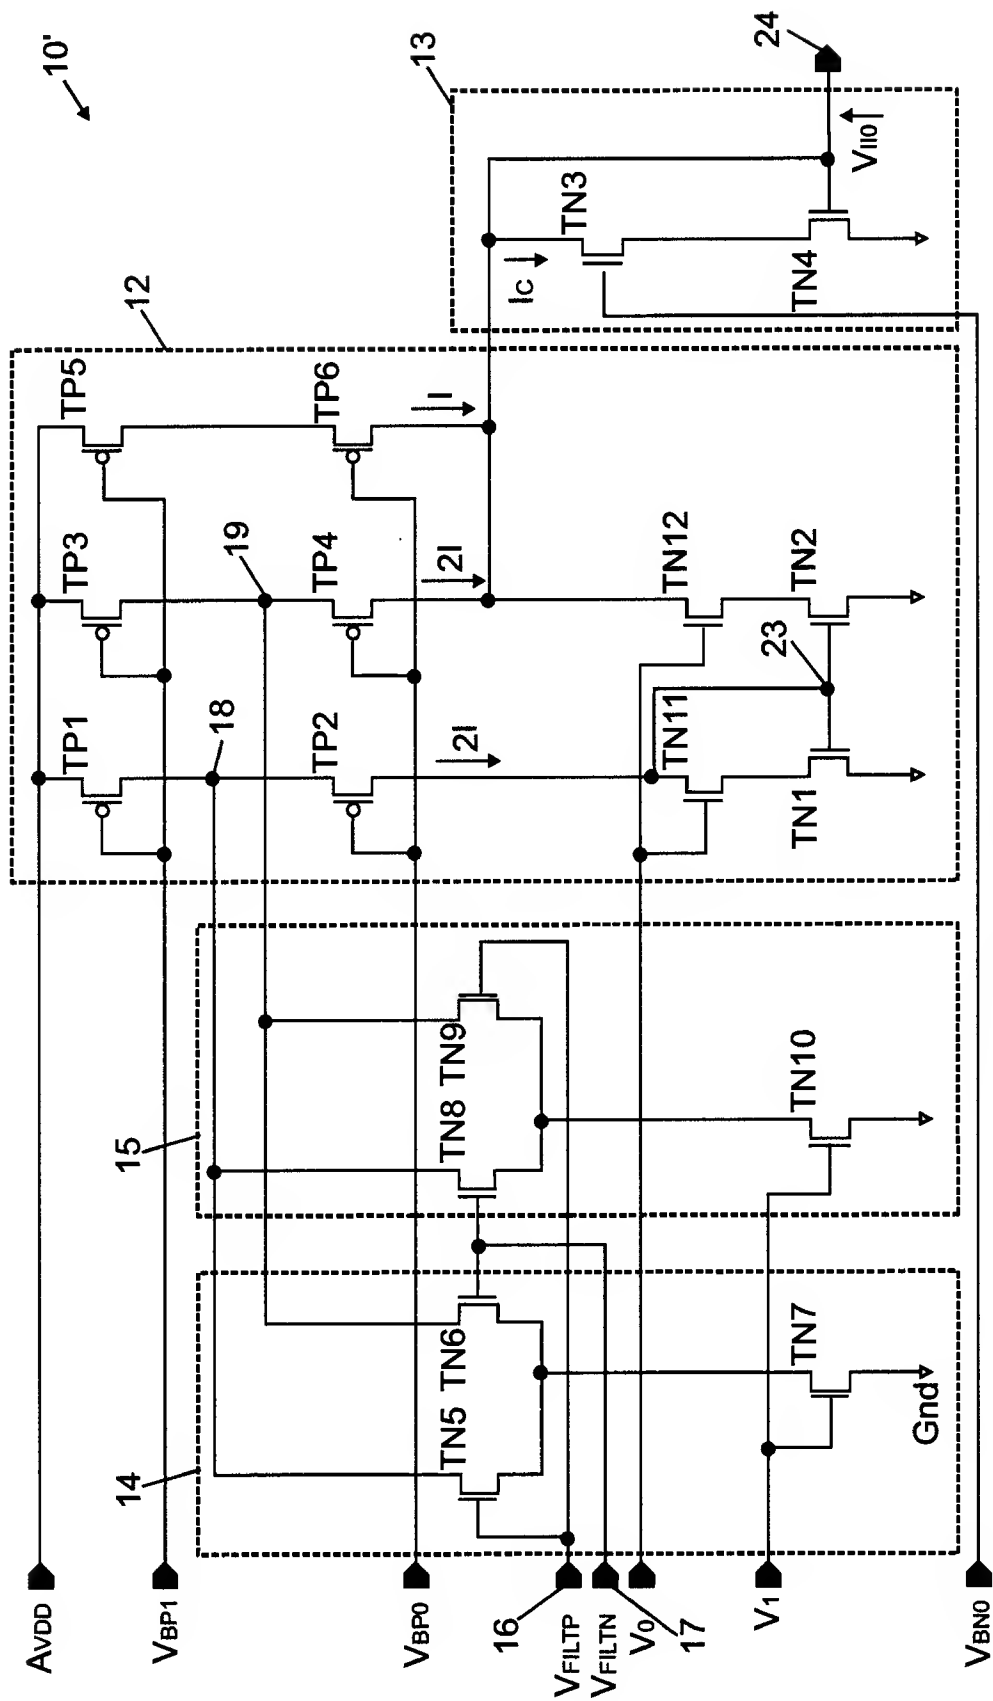 10'
12
13
24
TP1
TP3
TP5
18
19
TP2
TP4
TP6
2I
2I
I
IC
TN3
TN4
VII0
TN11
TN12
23
TN1
TN2
15
TN8
TN9
TN10
14
TN5
TN6
TN7
Gnd
AVDD
VBP1
VBP0
16
VFILTP
VFILTN
V0
17
V1
VBN0